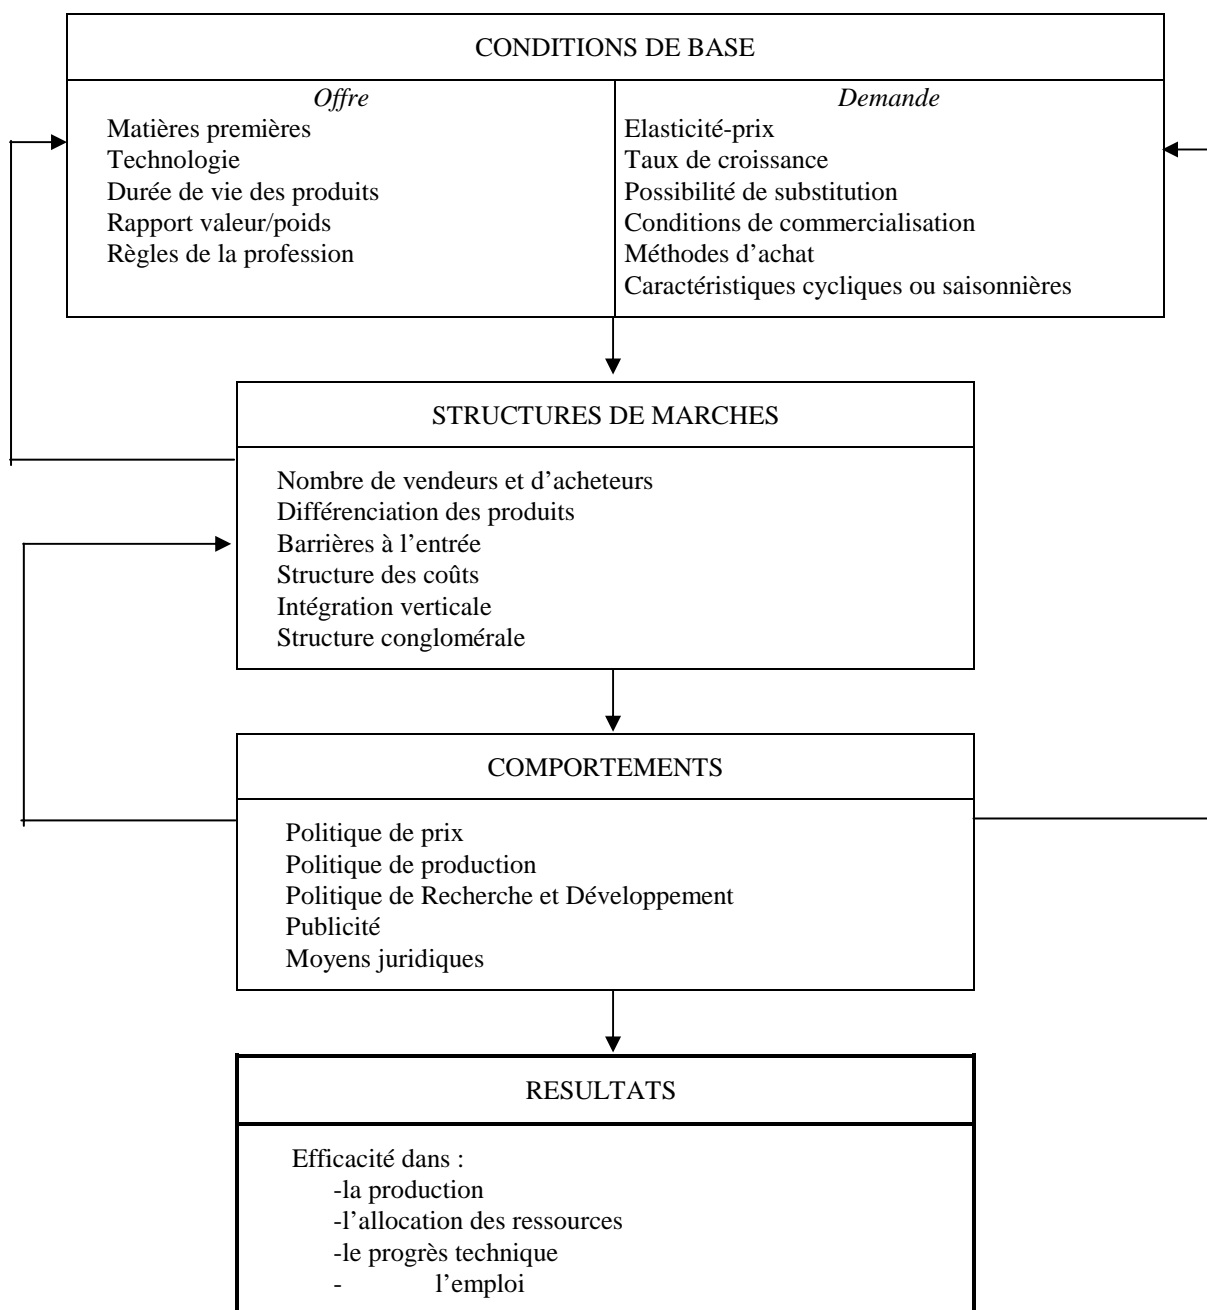 CONDITIONS DE BASE
Offre
Matières premières
Technologie
Durée de vie des produits
Rapport valeur/poids
Règles de la profession
Demande
Elasticité-prix
Taux de croissance
Possibilité de substitution
Conditions de commercialisation
Méthodes d’achat
Caractéristiques cycliques ou saisonnières
STRUCTURES DE MARCHES
Nombre de vendeurs et d’acheteurs
Différenciation des produits
Barrières à l’entrée
Structure des coûts
Intégration verticale
Structure conglomérale
COMPORTEMENTS
Politique de prix
Politique de production
Politique de Recherche et Développement
Publicité
Moyens juridiques
RESULTATS
Efficacité dans :
-la production
-l’allocation des ressources
-le progrès technique
- l’emploi